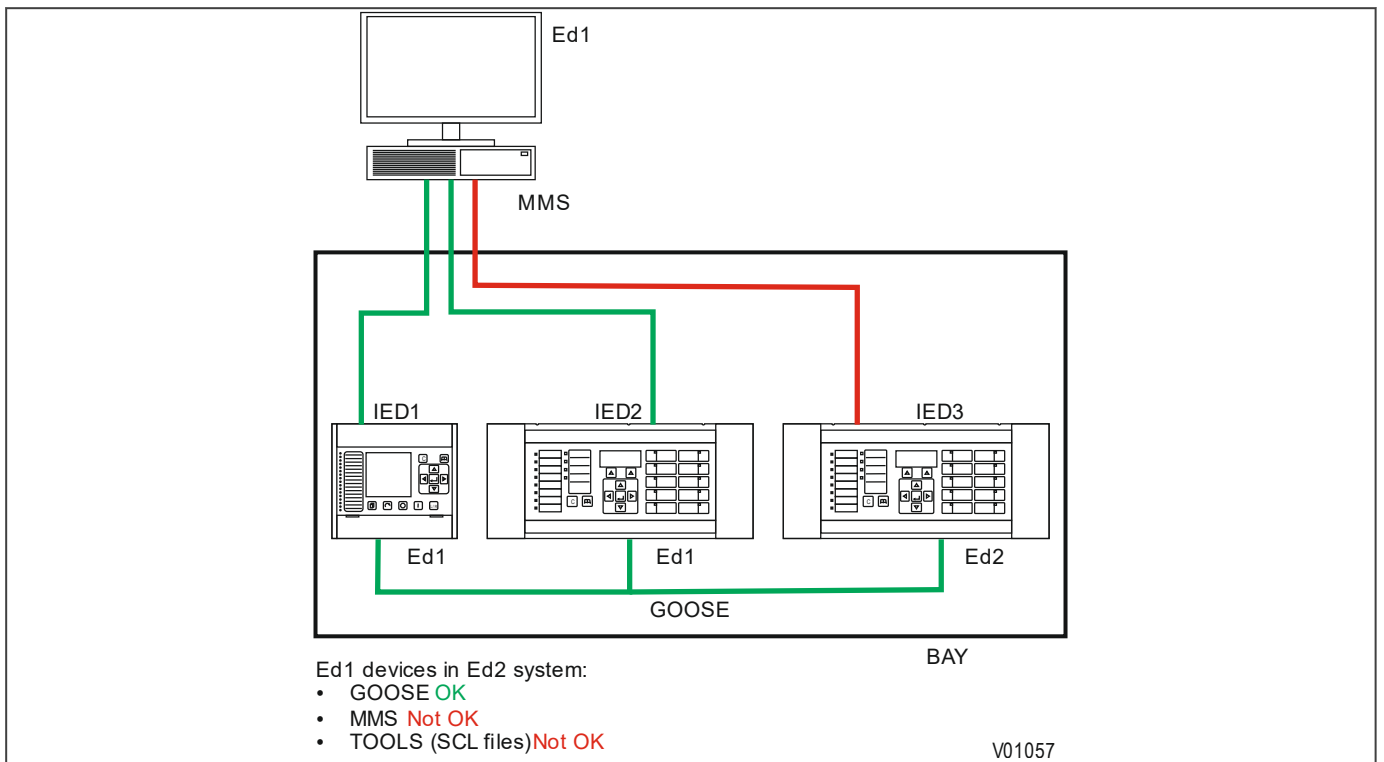 Ed1
MMS
IED1
IED2
IED3
Ed1
Ed1
Ed2
GOOSE
BAY
Ed1 devices in Ed2 system:
• GOOSE OK
• MMS Not OK
• TOOLS (SCL files)Not OK
V01057